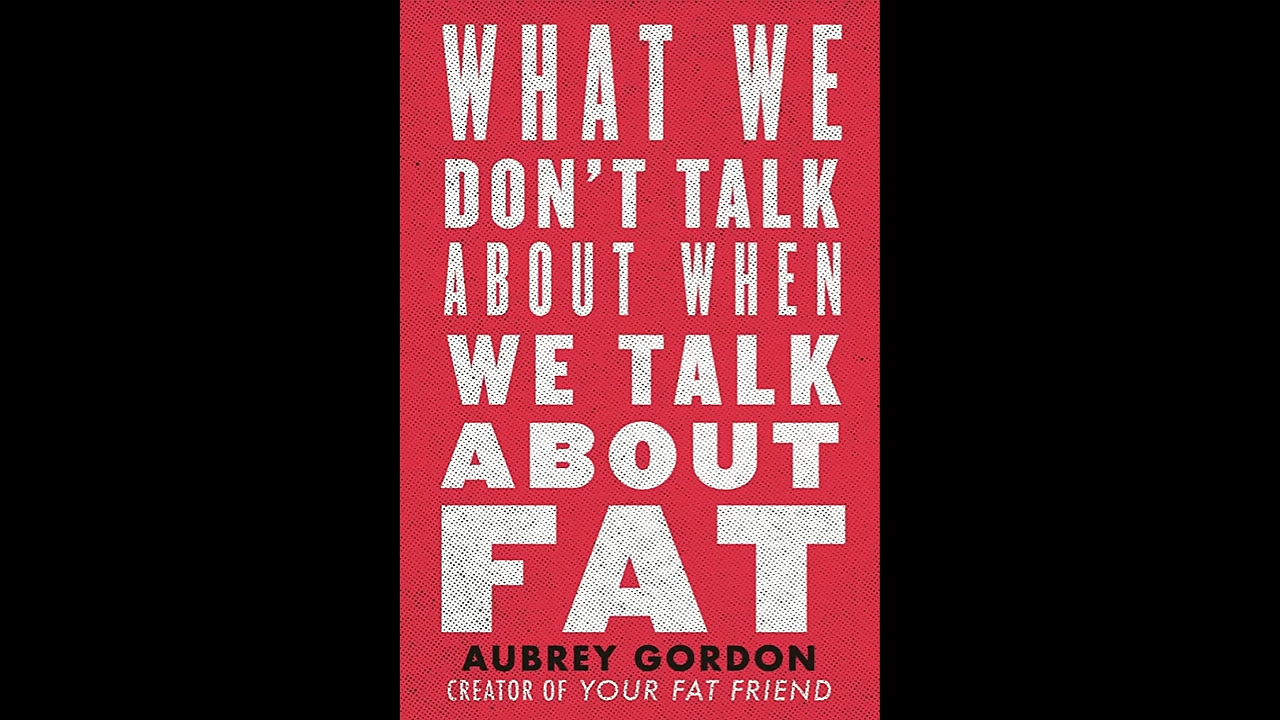 WHAT WE
DON'T TALK
ABOUT WHEN
WE TALK
ABOUT
FAT
AUBREY GORDON
CREATOR OF YOUR FAT FRIEND